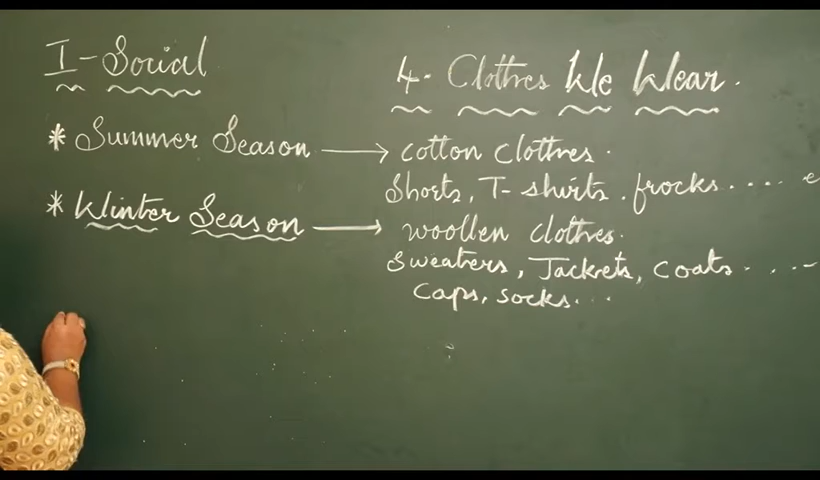 I-Social
4. Clothes We Wear.
* Summer Season → cotton clothes.
Shorts, T-shirts. frocks.... e
* Winter Season → woollen clothes.
Sweaters, Jackets, coats....-
caps, socks...